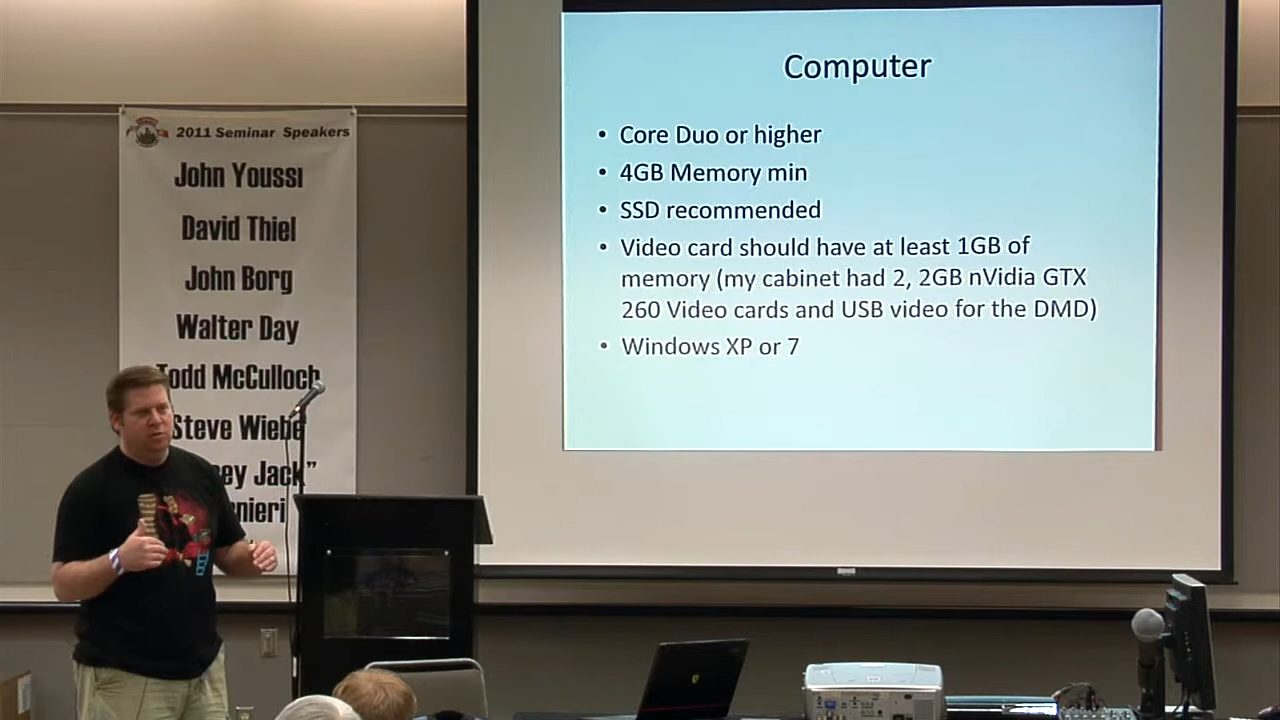 2011 Seminar Speakers
John Youssi
David Thiel
John Borg
Walter Day
Todd McCulloch
Steve Wiebe
Jack"
Computer
• Core Duo or higher
• 4GB Memory min
• SSD recommended
• Video card should have at least 1GB of
memory (my cabinet had 2, 2GB nVidia GTX
260 Video cards and USB video for the DMD)
• Windows XP or 7